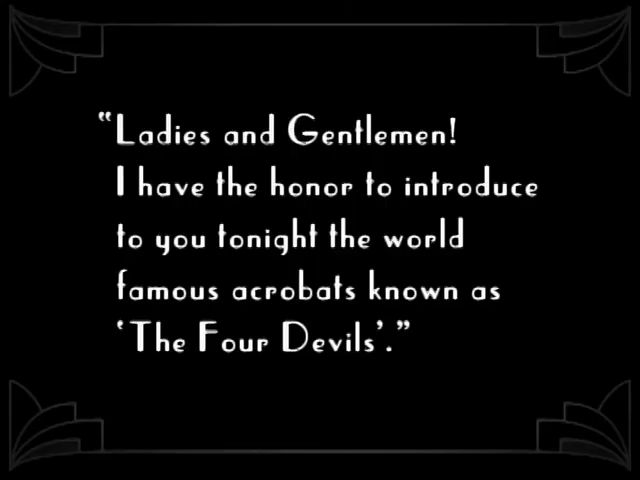 “Ladies and Gentlemen!
I have the honor to introduce
to you tonight the world
famous acrobats known as
‘The Four Devils’.”